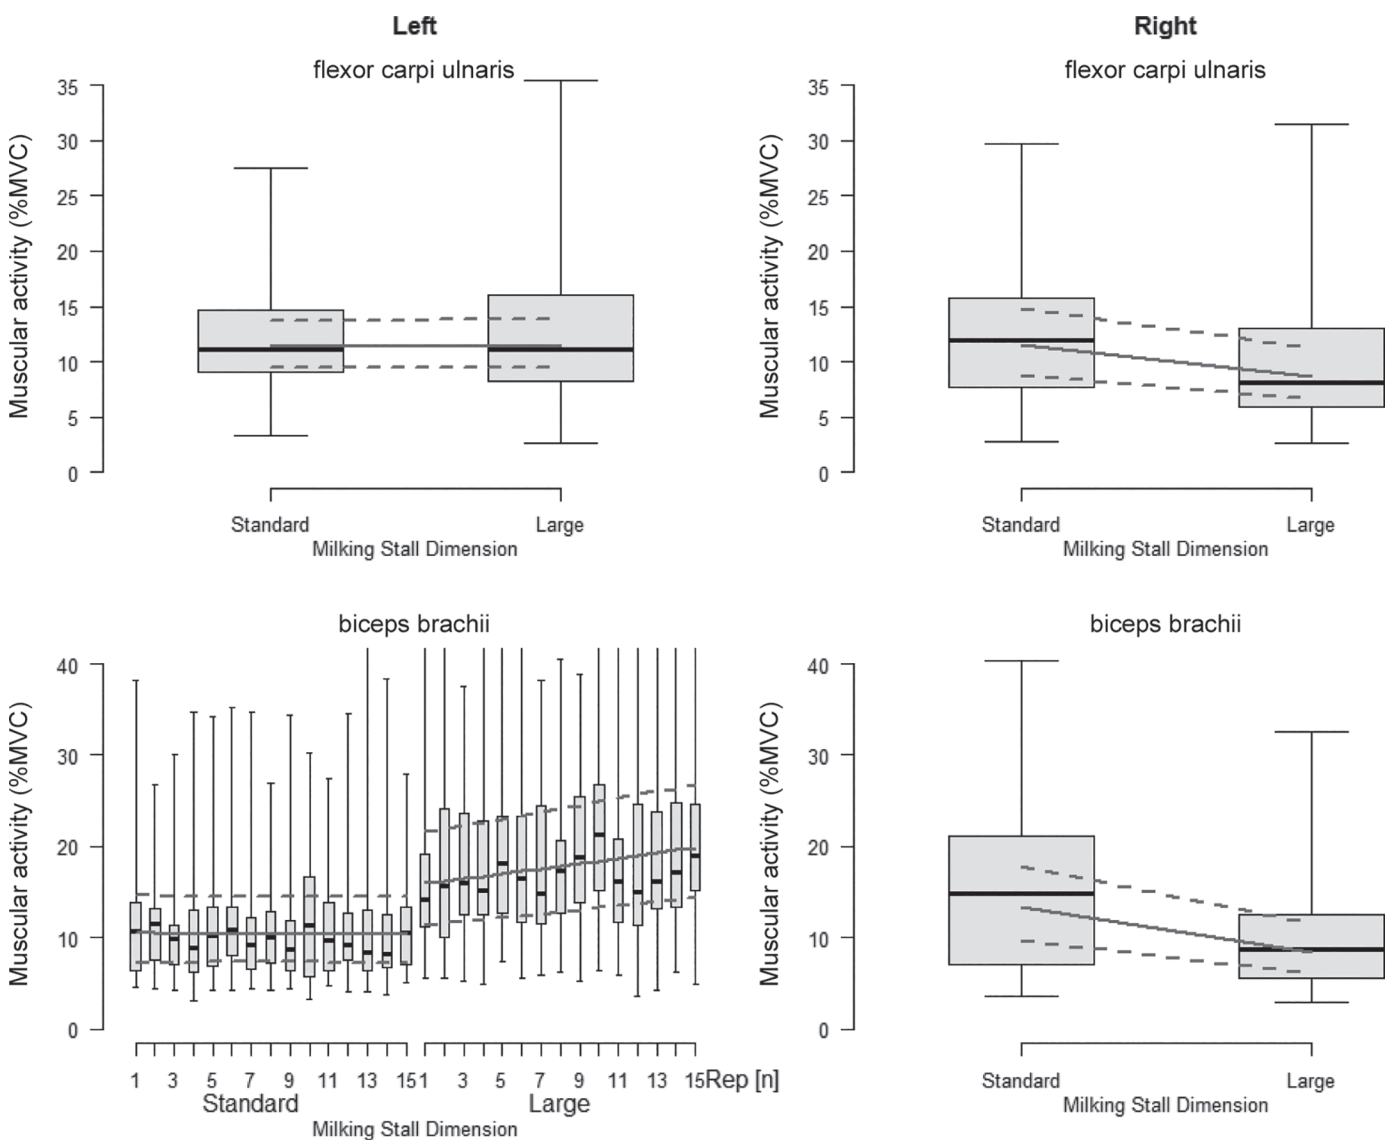 Left
Right
flexor carpi ulnaris
flexor carpi ulnaris
Muscular activity (%MVC)
35
30
25
20
15
10
5
0
Standard
Large
Milking Stall Dimension
Muscular activity (%MVC)
35
30
25
20
15
10
5
0
Standard
Large
Milking Stall Dimension
biceps brachii
biceps brachii
Muscular activity (%MVC)
40
30
20
10
0
1 3 5 7 9 11 13 15 1 3 5 7 9 11 13 15 Rep [n]
Standard
Large
Milking Stall Dimension
Muscular activity (%MVC)
40
30
20
10
0
Standard
Large
Milking Stall Dimension